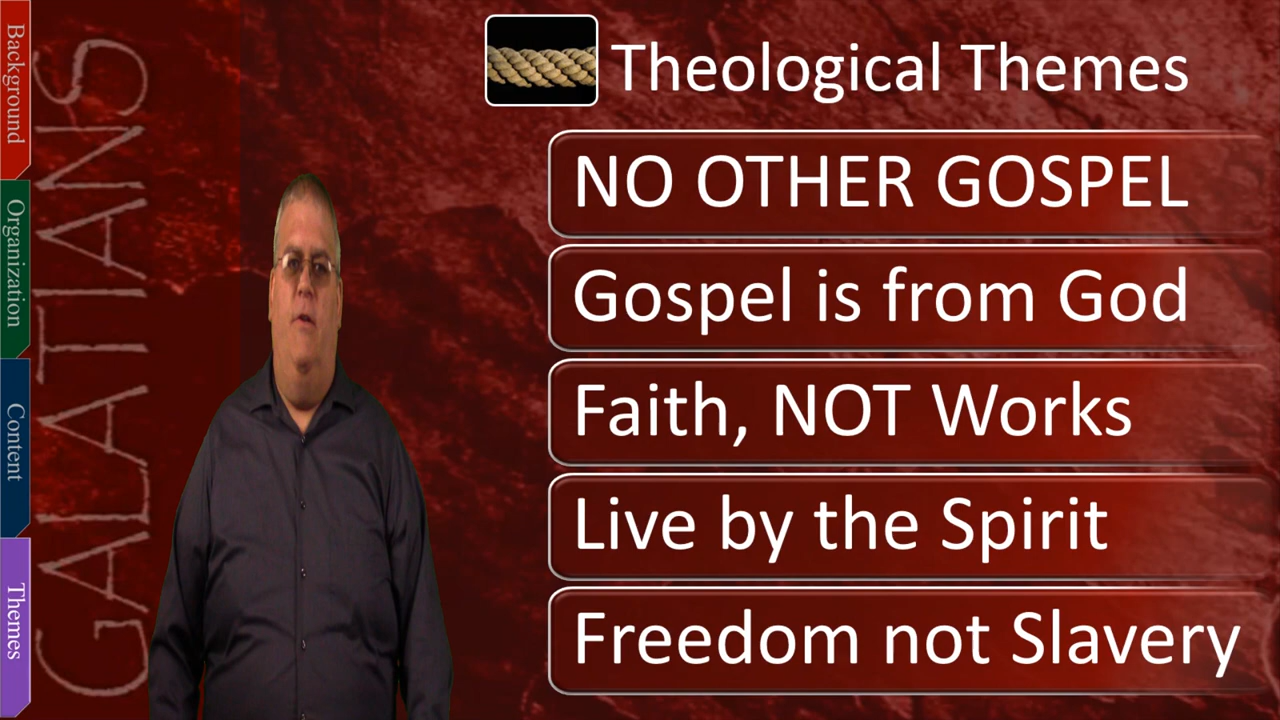 Background
Organization
Content
Themes
GALATIANS
Theological Themes
NO OTHER GOSPEL
Gospel is from God
Faith, NOT Works
Live by the Spirit
Freedom not Slavery